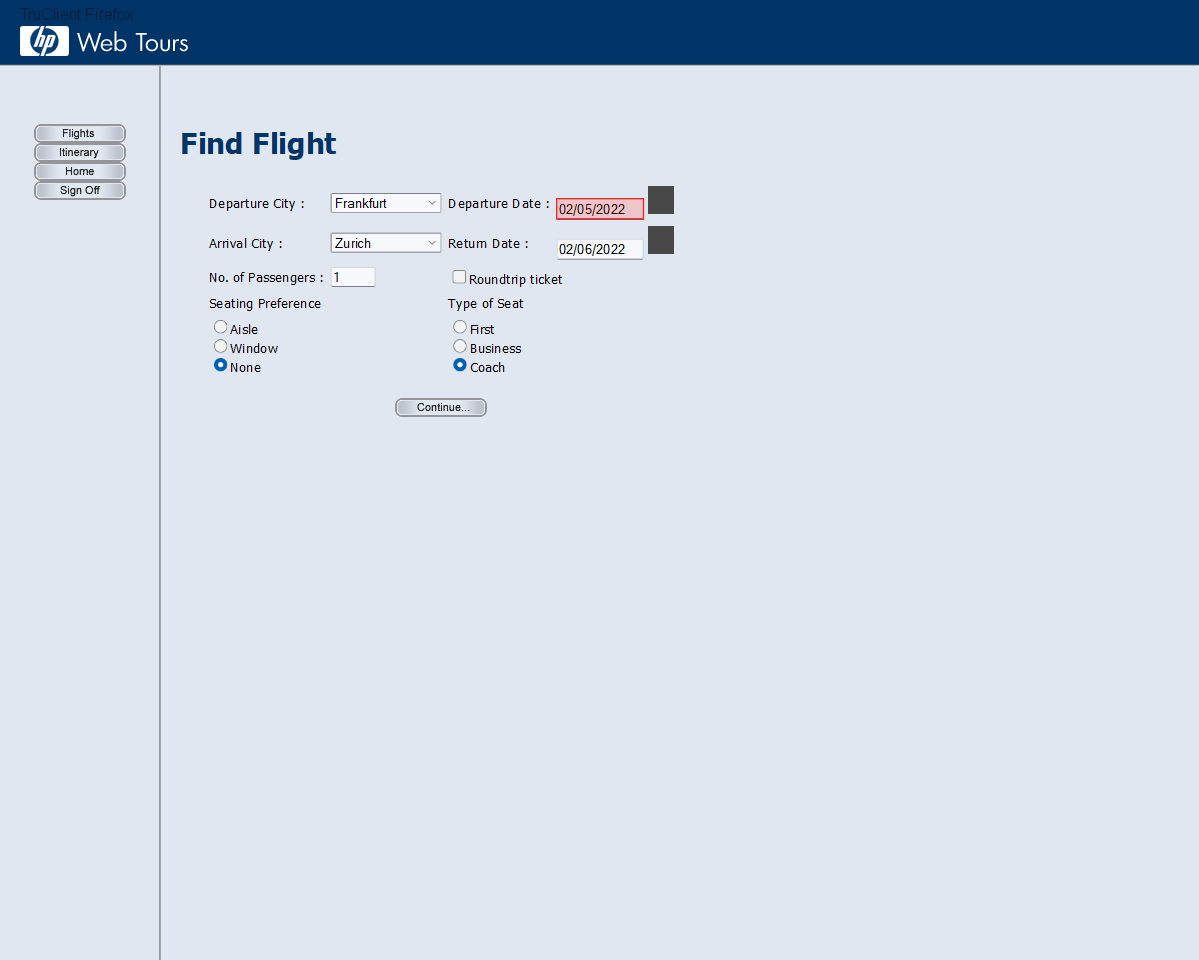 TruClient Firefox
hp Web Tours
Flights
Itinerary
Home
Sign Off
Find Flight
Departure City : Frankfurt Departure Date : 02/05/2022
Arrival City : Zurich Return Date : 02/06/2022
No. of Passengers : 1 Roundtrip ticket
Seating Preference Type of Seat
Aisle First
Window Business
None Coach
Continue...